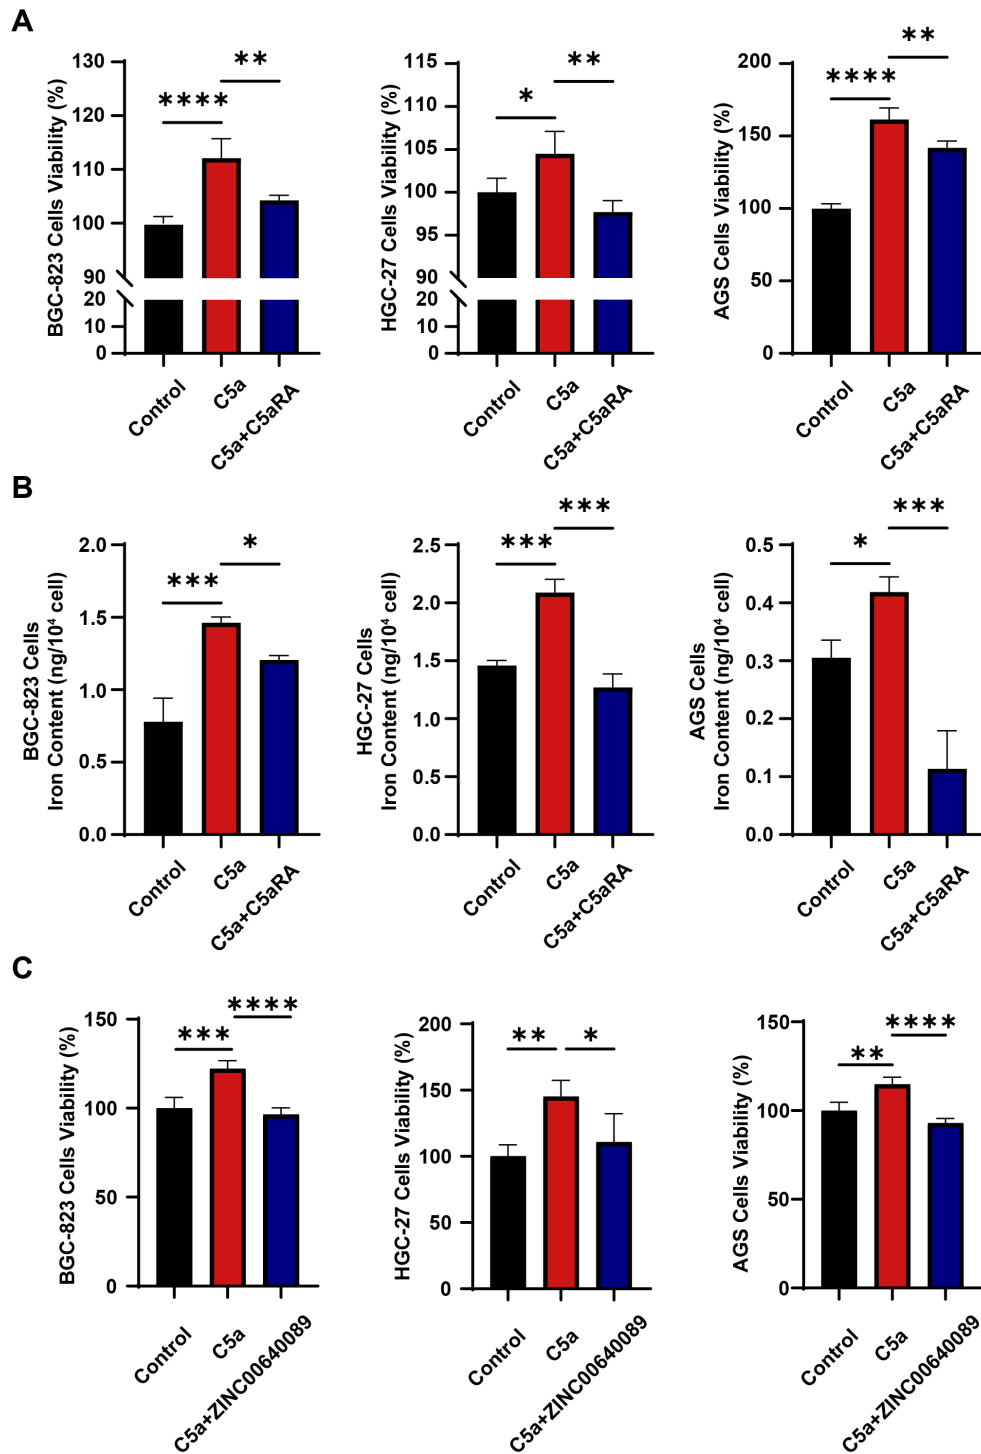 A
BGC-823 Cells Viability (%)
130
120
110
100
90
20
10
0
****
**
Control
C5a
C5a+C5aRA
HGC-27 Cells Viability (%)
115
110
105
100
95
90
20
10
0
*
**
Control
C5a
C5a+C5aRA
AGS Cells Viability (%)
200
150
100
50
0
****
**
Control
C5a
C5a+C5aRA
B
BGC-823 Cells
Iron Content (ng/10⁴ cell)
2.0
1.5
1.0
0.5
0.0
***
*
Control
C5a
C5a+C5aRA
HGC-27 Cells
Iron Content (ng/10⁴ cell)
2.5
2.0
1.5
1.0
0.5
0.0
***
***
Control
C5a
C5a+C5aRA
AGS Cells
Iron Content (ng/10⁴ cell)
0.5
0.4
0.3
0.2
0.1
0.0
*
***
Control
C5a
C5a+C5aRA
C
BGC-823 Cells Viability (%)
150
100
50
0
***
****
Control
C5a
C5a+ZINC00640089
HGC-27 Cells Viability (%)
200
150
100
50
0
**
*
Control
C5a
C5a+ZINC00640089
AGS Cells Viability (%)
150
100
50
0
**
****
Control
C5a
C5a+ZINC00640089